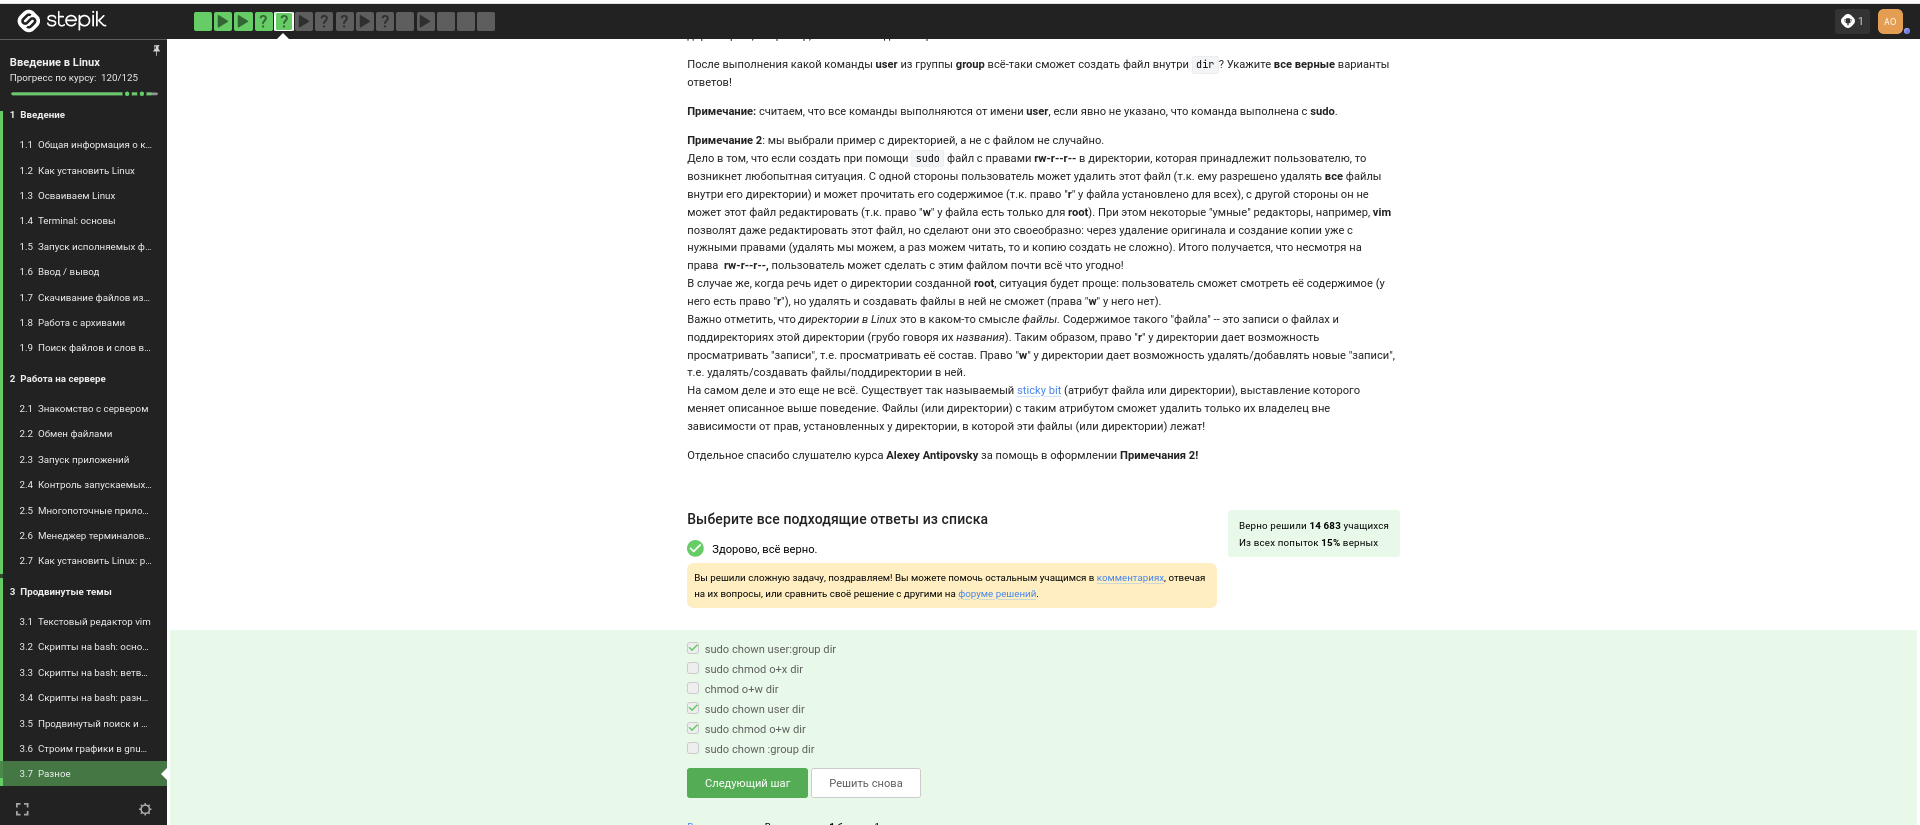 stepik
? ? ? ? ?
1
AO
Введение в Linux
Прогресс по курсу: 120/125
1 Введение
1.1 Общая информация о к...
1.2 Как установить Linux
1.3 Осваиваем Linux
1.4 Terminal: основы
1.5 Запуск исполняемых ф...
1.6 Ввод / вывод
1.7 Скачивание файлов из...
1.8 Работа с архивами
1.9 Поиск файлов и слов в...
2 Работа на сервере
2.1 Знакомство с сервером
2.2 Обмен файлами
2.3 Запуск приложений
2.4 Контроль запускаемых...
2.5 Многопоточные прило...
2.6 Менеджер терминалов...
2.7 Как установить Linux: р...
3 Продвинутые темы
3.1 Текстовый редактор vim
3.2 Скрипты на bash: осно...
3.3 Скрипты на bash: ветв...
3.4 Скрипты на bash: разн...
3.5 Продвинутый поиск и ...
3.6 Строим графики в gnu...
3.7 Разное
После выполнения какой команды user из группы group всё-таки сможет создать файл внутри dir ? Укажите все верные варианты
ответов!
Примечание: считаем, что все команды выполняются от имени user, если явно не указано, что команда выполнена с sudo.
Примечание 2: мы выбрали пример с директорией, а не с файлом не случайно.
Дело в том, что если создать при помощи sudo файл с правами rw-r--r-- в директории, которая принадлежит пользователю, то
возникнет любопытная ситуация. С одной стороны пользователь может удалить этот файл (т.к. ему разрешено удалять все файлы
внутри его директории) и может прочитать его содержимое (т.к. право "r" у файла установлено для всех), с другой стороны он не
может этот файл редактировать (т.к. право "w" у файла есть только для root). При этом некоторые "умные" редакторы, например, vim
позволят даже редактировать этот файл, но сделают они это своеобразно: через удаление оригинала и создание копии уже с
нужными правами (удалять мы можем, а раз можем читать, то и копию создать не сложно). Итого получается, что несмотря на
права rw-r--r--, пользователь может сделать с этим файлом почти всё что угодно!
В случае же, когда речь идет о директории созданной root, ситуация будет проще: пользователь сможет смотреть её содержимое (у
него есть право "r"), но удалять и создавать файлы в ней не сможет (права "w" у него нет).
Важно отметить, что директории в Linux это в каком-то смысле файлы. Содержимое такого "файла" -- это записи о файлах и
поддиректориях этой директории (грубо говоря их названия). Таким образом, право "r" у директории дает возможность
просматривать "записи", т.е. просматривать её состав. Право "w" у директории дает возможность удалять/добавлять новые "записи",
т.е. удалять/создавать файлы/поддиректории в ней.
На самом деле и это еще не всё. Существует так называемый sticky bit (атрибут файла или директории), выставление которого
меняет описанное выше поведение. Файлы (или директории) с таким атрибутом сможет удалить только их владелец вне
зависимости от прав, установленных у директории, в которой эти файлы (или директории) лежат!
Отдельное спасибо слушателю курса Alexey Antipovsky за помощь в оформлении Примечания 2!
Выберите все подходящие ответы из списка
Верно решили 14 683 учащихся
Из всех попыток 15% верных
Здорово, всё верно.
Вы решили сложную задачу, поздравляем! Вы можете помочь остальным учащимся в комментариях, отвечая
на их вопросы, или сравнить своё решение с другими на форуме решений.
sudo chown user:group dir
sudo chmod o+x dir
chmod o+w dir
sudo chown user dir
sudo chmod o+w dir
sudo chown :group dir
Следующий шаг
Решить снова